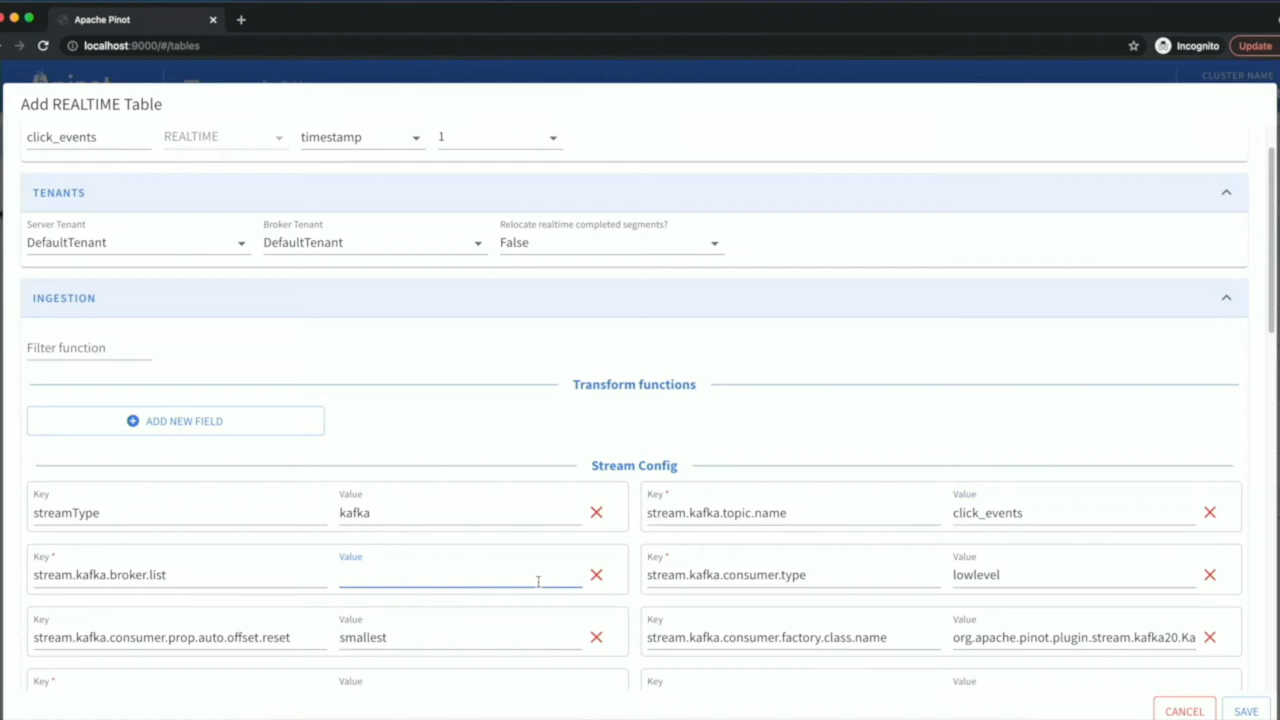 Apache Pinot
localhost:9000/#/tables
Incognito
Update
CLUSTER NAME
Add REALTIME Table
click_events REALTIME timestamp 1
TENANTS
Server Tenant Broker Tenant Relocate realtime completed segments?
DefaultTenant DefaultTenant False
INGESTION
Filter function
Transform functions
ADD NEW FIELD
Stream Config
Key Value Key * Value
streamType kafka stream.kafka.topic.name click_events
Key * Value Key * Value
stream.kafka.broker.list stream.kafka.consumer.type lowlevel
Key Value Key Value
stream.kafka.consumer.prop.auto.offset.reset smallest stream.kafka.consumer.factory.class.name org.apache.pinot.plugin.stream.kafka20.Ka
Key * Value Key Value
CANCEL SAVE